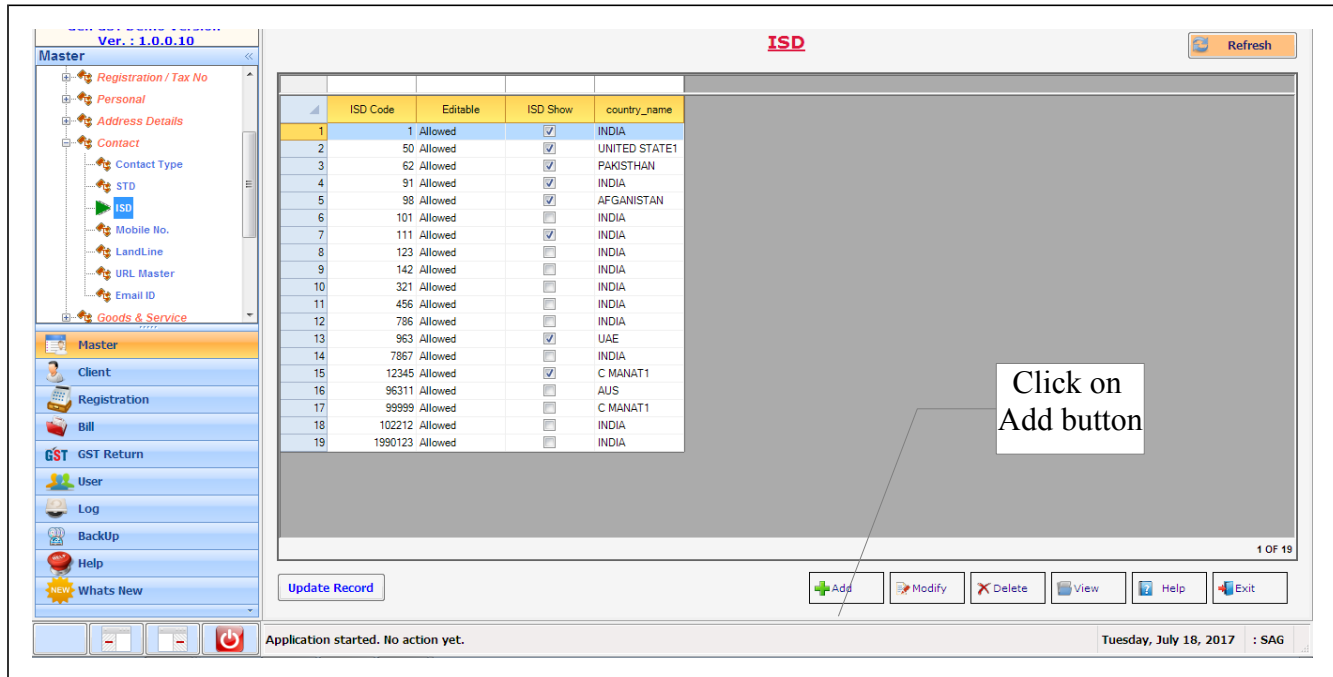 Ver. : 1.0.0.10
Master
Registration / Tax No
Personal
Address Details
Contact
Contact Type
STD
ISD
Mobile No.
LandLine
URL Master
Email ID
Goods & Service
Master
Client
Registration
Bill
GST GST Return
User
Log
BackUp
Help
NEW Whats New
ISD
Refresh
ISD Code Editable ISD Show country_name
1 1 Allowed INDIA
2 50 Allowed UNITED STATE1
3 62 Allowed PAKISTHAN
4 91 Allowed INDIA
5 98 Allowed AFGANISTAN
6 101 Allowed INDIA
7 111 Allowed INDIA
8 123 Allowed INDIA
9 142 Allowed INDIA
10 321 Allowed INDIA
11 456 Allowed INDIA
12 786 Allowed INDIA
13 963 Allowed UAE
14 7867 Allowed INDIA
15 12345 Allowed C MANAT1
16 96311 Allowed AUS
17 99999 Allowed C MANAT1
18 102212 Allowed INDIA
19 1990123 Allowed INDIA
Click on
Add button
1 OF 19
Update Record
Add Modify Delete View Help Exit
Application started. No action yet. Tuesday, July 18, 2017 : SAG